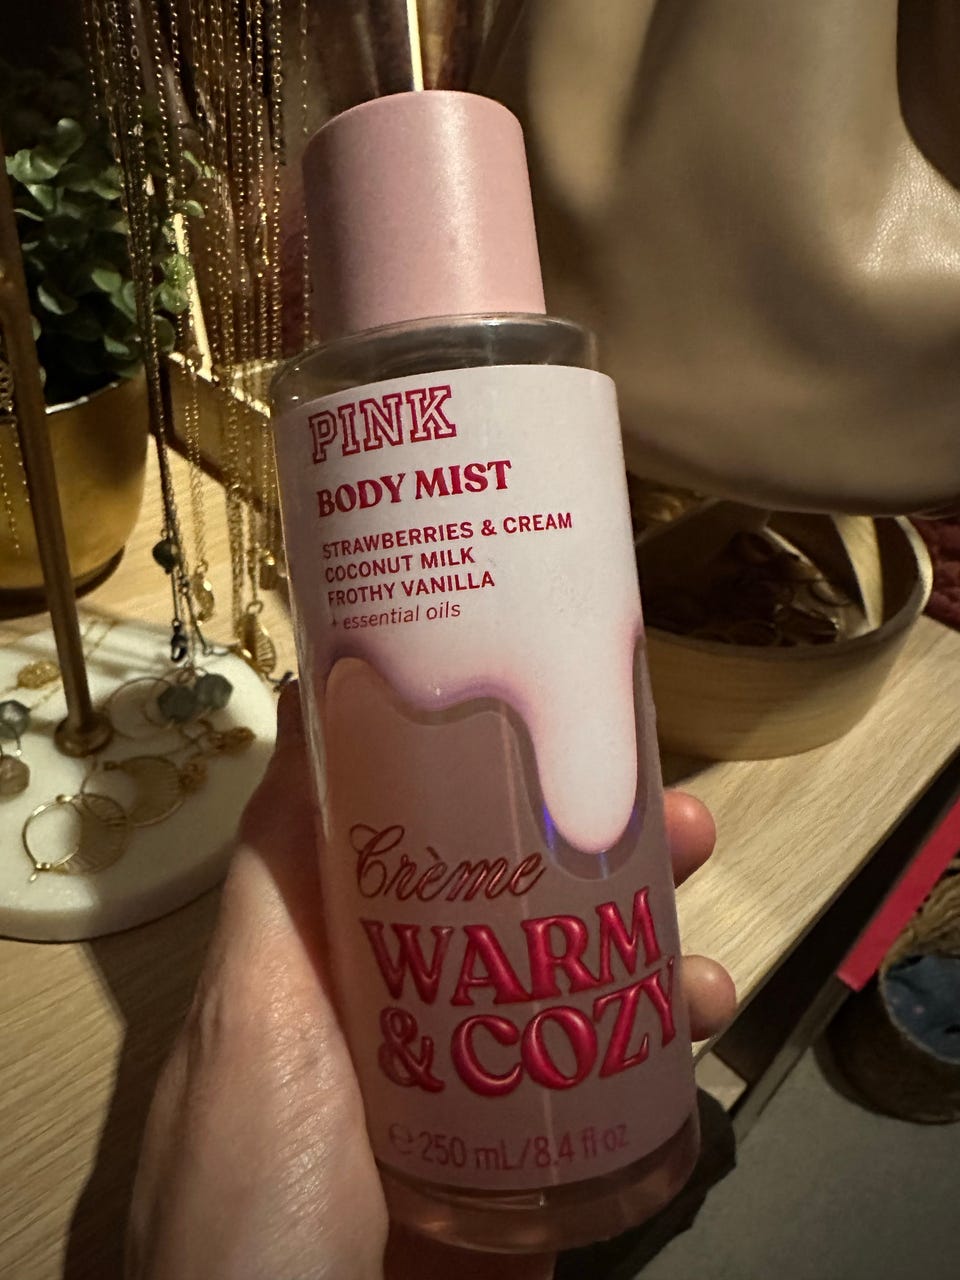 PINK
BODY MIST
STRAWBERRIES & CREAM
COCONUT MILK
FROTHY VANILLA
+ essential oils
Crème
WARM
& COZY
℮ 250 mL/8.4 fl oz